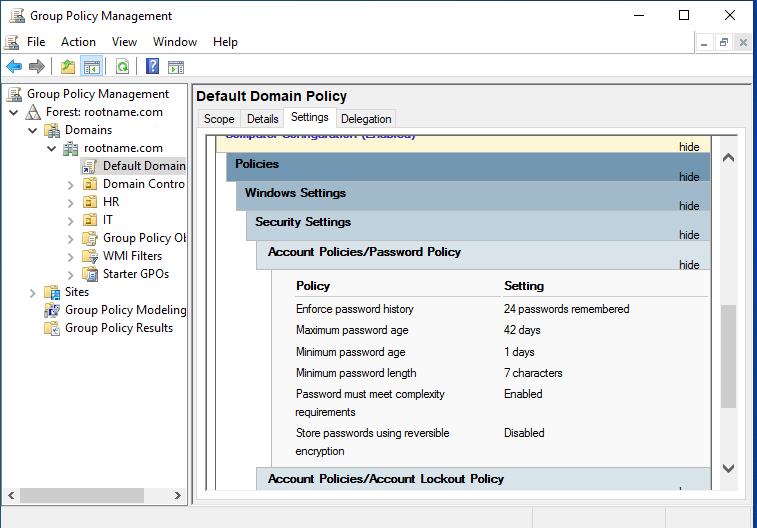 Group Policy Management
File Action View Window Help
Group Policy Management
Forest: rootname.com
Domains
rootname.com
Default Domain
Domain Contro
HR
IT
Group Policy Ob
WMI Filters
Starter GPOs
Sites
Group Policy Modeling
Group Policy Results
Default Domain Policy
Scope Details Settings Delegation
Computer Configuration (Enabled)
hide
Policies
hide
Windows Settings
hide
Security Settings
hide
Account Policies/Password Policy
hide
Policy Setting
Enforce password history 24 passwords remembered
Maximum password age 42 days
Minimum password age 1 days
Minimum password length 7 characters
Password must meet complexity Enabled
requirements
Store passwords using reversible Disabled
encryption
Account Policies/Account Lockout Policy
hide